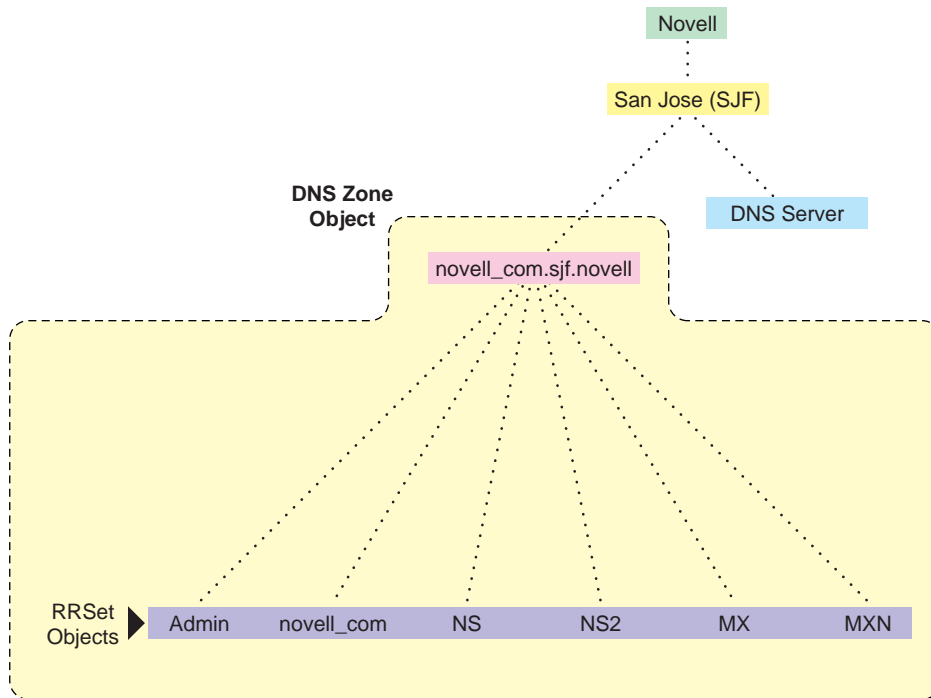 Novell
San Jose (SJF)
DNS Zone
Object
DNS Server
novell_com.sjf.novell
RRSet
Objects
Admin novell_com NS NS2 MX MXN